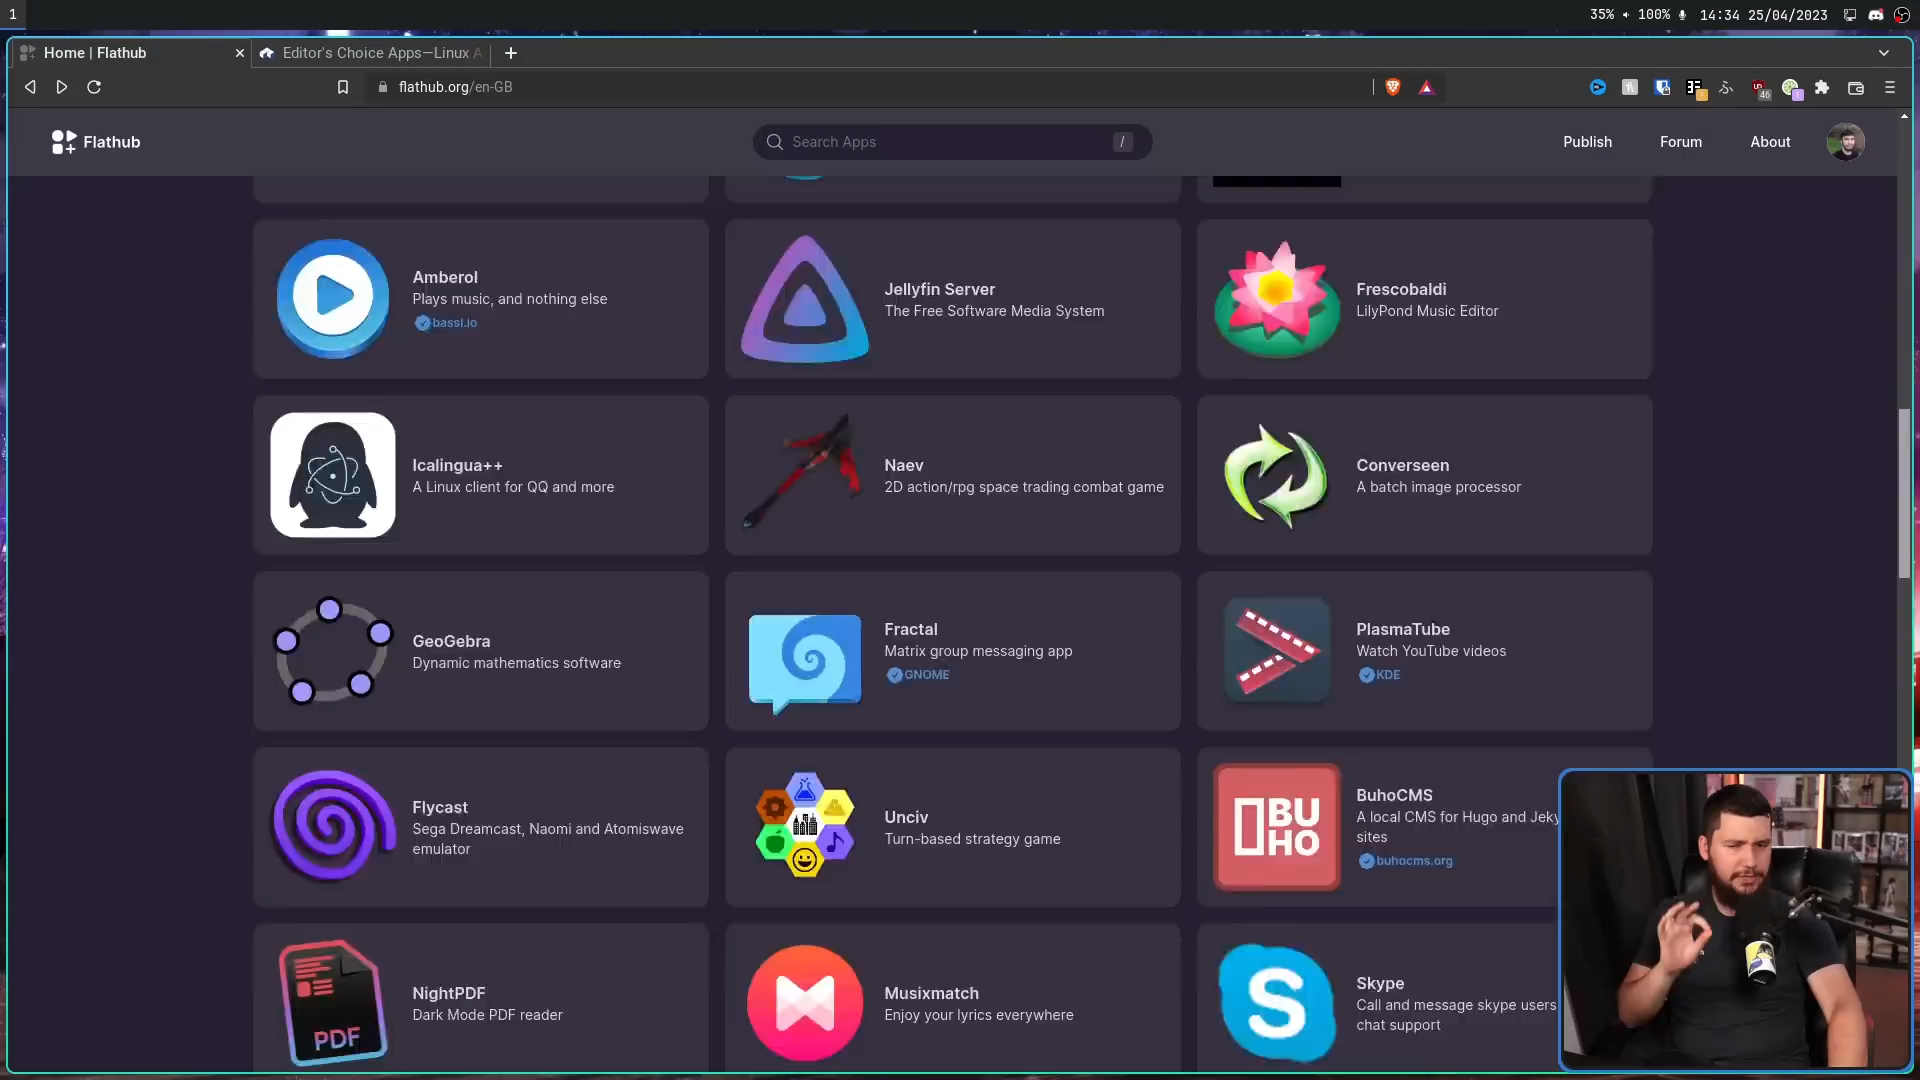 1
35% 100% 14:34 25/04/2023
Home | Flathub
Editor's Choice Apps—Linux A
flathub.org/en-GB
46
Flathub
Search Apps
/
Publish
Forum
About
Amberol
Plays music, and nothing else
bassi.io
Jellyfin Server
The Free Software Media System
Frescobaldi
LilyPond Music Editor
Icalingua++
A Linux client for QQ and more
Naev
2D action/rpg space trading combat game
Converseen
A batch image processor
GeoGebra
Dynamic mathematics software
Fractal
Matrix group messaging app
GNOME
PlasmaTube
Watch YouTube videos
KDE
Flycast
Sega Dreamcast, Naomi and Atomiswave
emulator
Unciv
Turn-based strategy game
BU
HO
BuhoCMS
A local CMS for Hugo and Jeky
sites
buhocms.org
PDF
NightPDF
Dark Mode PDF reader
Musixmatch
Enjoy your lyrics everywhere
S
Skype
Call and message skype users
chat support